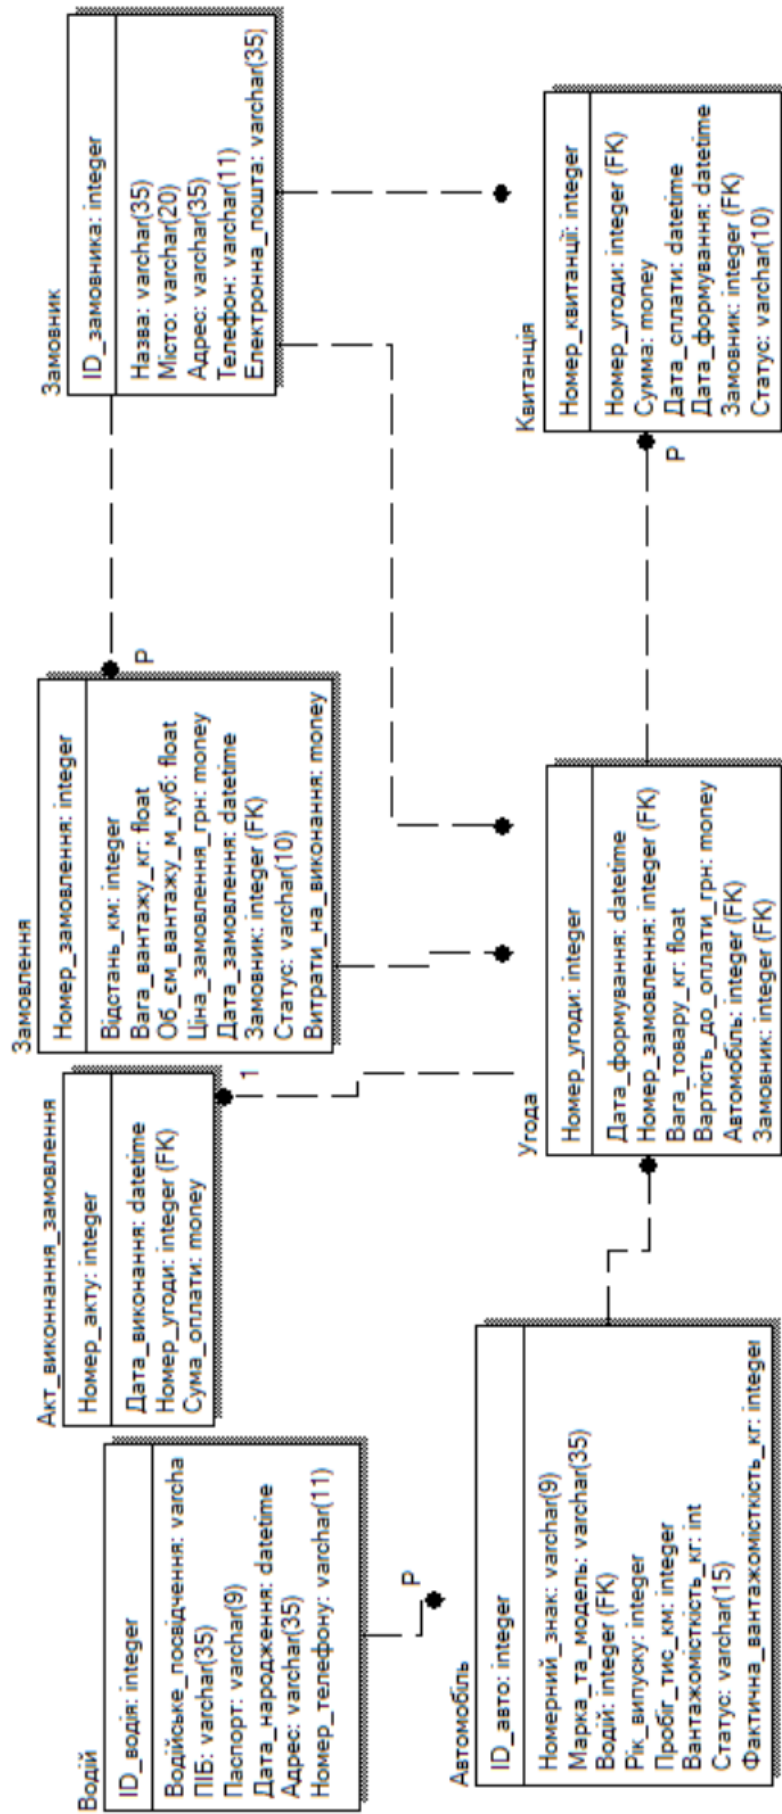 Водій
ID_водія: integer
Водійське_посвідчення: varcha
ПІБ: varchar(35)
Паспорт: varchar(9)
Дата_народження: datetime
Адрес: varchar(35)
Номер_телефону: varchar(11)
P
Акт_виконнання_замовлення
Номер_акту: integer
Дата_виконання: datetime
Номер_угоди: integer (FK)
Сума_оплати: money
1
Замовлення
Номер_замовлення: integer
Відстань_км: integer
Вага_вантажу_кг: float
Об_єм_вантажу_м_куб: float
Ціна_замовлення_грн: money
Дата_замовлення: datetime
Замовник: integer (FK)
Статус: varchar(10)
Витрати_на_виконання: money
P
Замовник
ID_замовника: integer
Назва: varchar(35)
Місто: varchar(20)
Адрес: varchar(35)
Телефон: varchar(11)
Електронна_пошта: varchar(35)
Автомобіль
ID_авто: integer
Номерний_знак: varchar(9)
Марка_та_модель: varchar(35)
Водій: integer (FK)
Рік_випуску: integer
Пробіг_тис_км: integer
Вантажомісткість_кг: int
Статус: varchar(15)
Фактична_вантажомісткість_кг: integer
Угода
Номер_угоди: integer
Дата_формування: datetime
Номер_замовлення: integer (FK)
Вага_товару_кг: float
Вартість_до_оплати_грн: money
Автомобіль: integer (FK)
Замовник: integer (FK)
Квитанція
Номер_квитанції: integer
Номер_угоди: integer (FK)
Сумма: money
Дата_сплати: datetime
Дата_формування: datetime
Замовник: integer (FK)
Статус: varchar(10)
P